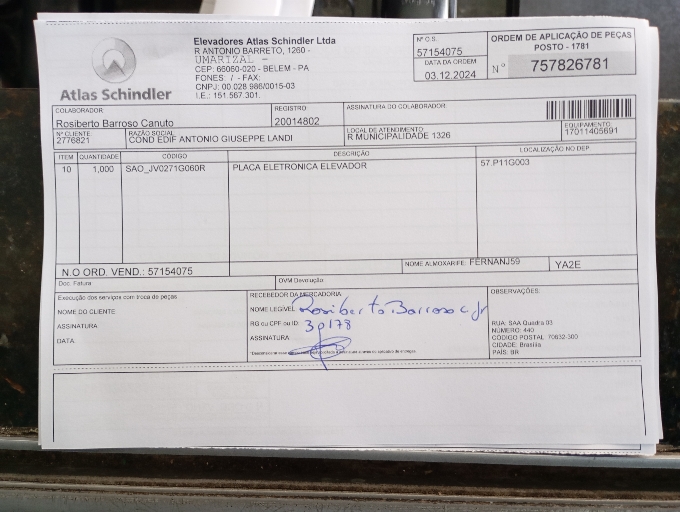 Elevadores Atlas Schindler Ltda
R ANTONIO BARRETO, 1260 -
UMARIZAL -
CEP: 66060-020 - BELEM - PA
FONES: / - FAX:
CNPJ: 00.028.986/0015-03
I.E.: 151.567.301.
Atlas Schindler
Nº O.S.
57154075
DATA DA ORDEM
03.12.2024
ORDEM DE APLICAÇÃO DE PEÇAS
POSTO - 1781
Nº 757826781
COLABORADOR:
Rosiberto Barroso Canuto
REGISTRO
20014802
ASSINATURA DO COLABORADOR
Nº CLIENTE
2776821
RAZÃO SOCIAL
COND EDIF ANTONIO GIUSEPPE LANDI
LOCAL DE ATENDIMENTO
R MUNICIPALIDADE 1326
EQUIPAMENTO
17011405691
ITEM QUANTIDADE CÓDIGO DESCRIÇÃO LOCALIZAÇÃO NO DEP
10 1,000 SAO_JV0271G060R PLACA ELETRONICA ELEVADOR 57.P11G003
N.O ORD. VEND.: 57154075
NOME ALMOXARIFE: FERNANJ59
YA2E
Doc. Fatura
OVM Devolução:
Execução dos serviços com troca de peças
NOME DO CLIENTE
ASSINATURA
DATA
RECEBEDOR DA MERCADORIA
NOME LEGÍVEL Rosiberto Barroso C Jr
RG ou CPF ou ID: 39178
ASSINATURA
OBSERVAÇÕES:
RUA: SAA Quadra 03
NÚMERO: 440
CÓDIGO POSTAL: 70632-300
CIDADE: Brasília
PAÍS: BR